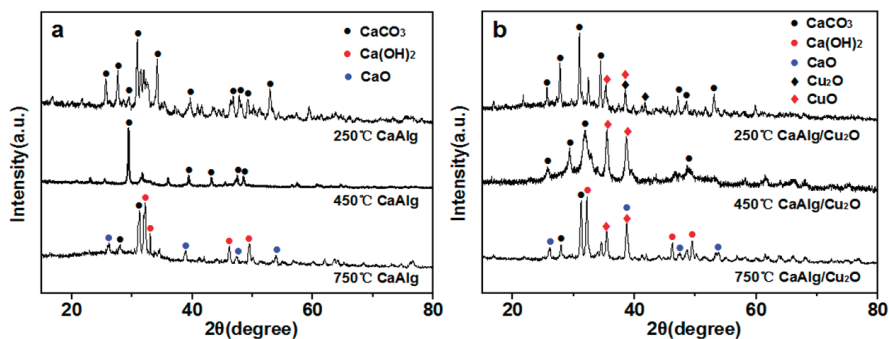 a
CaCO₃
Ca(OH)₂
CaO
250℃ CaAlg
450℃ CaAlg
750℃ CaAlg
Intensity(a.u.)
20
40
60
80
2θ(degree)
b
CaCO₃
Ca(OH)₂
CaO
Cu₂O
CuO
250℃ CaAlg/Cu₂O
450℃ CaAlg/Cu₂O
750℃ CaAlg/Cu₂O
Intensity(a.u.)
20
40
60
80
2θ(degree)